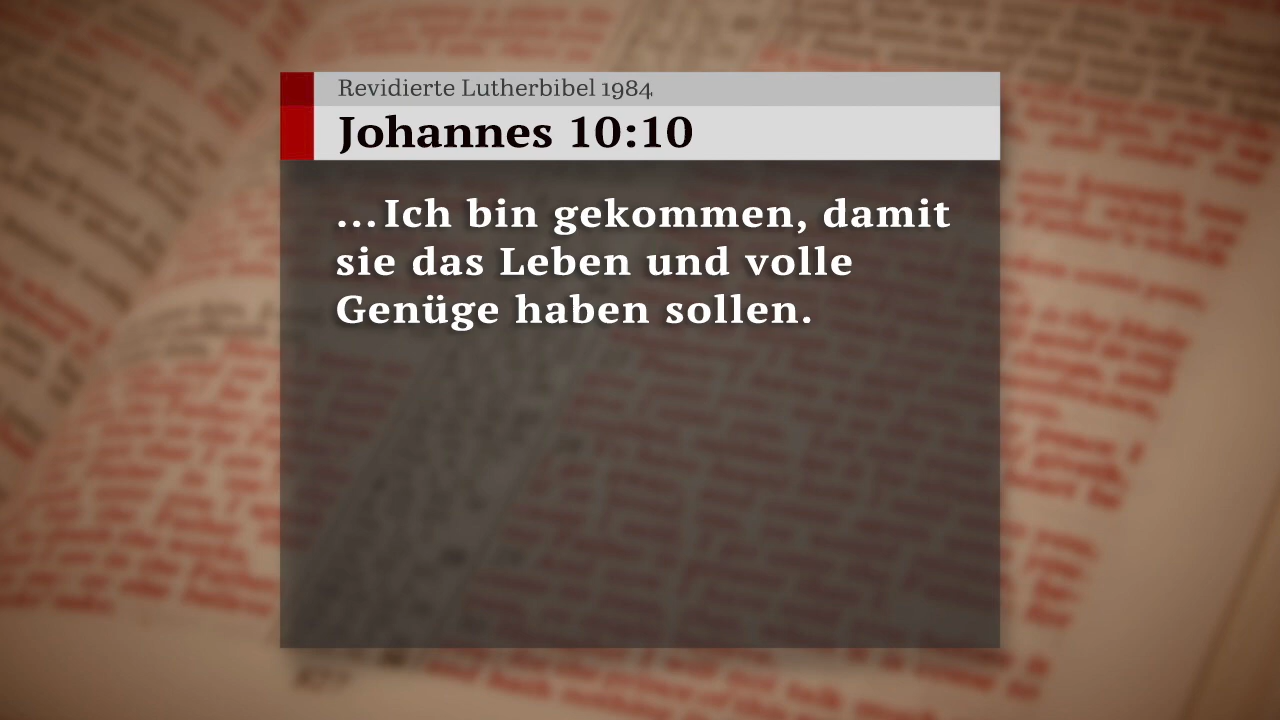 Revidierte Lutherbibel 1984
Johannes 10:10
...Ich bin gekommen, damit
sie das Leben und volle
Genüge haben sollen.